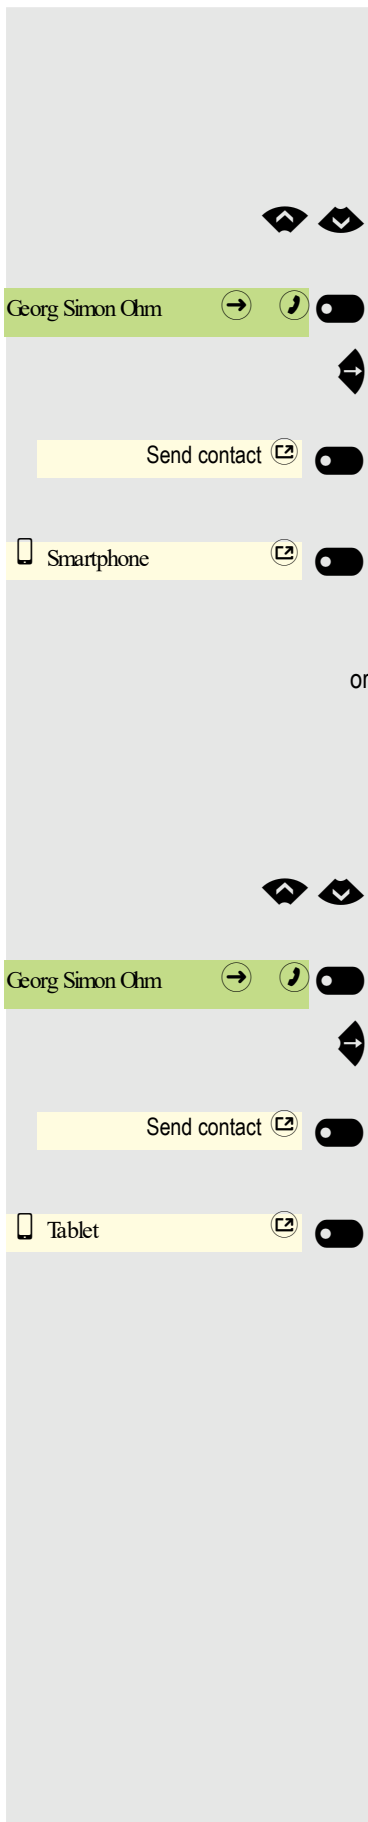 Georg Simon Ohm
Send contact
Smartphone
or
Georg Simon Ohm
Send contact
Tablet